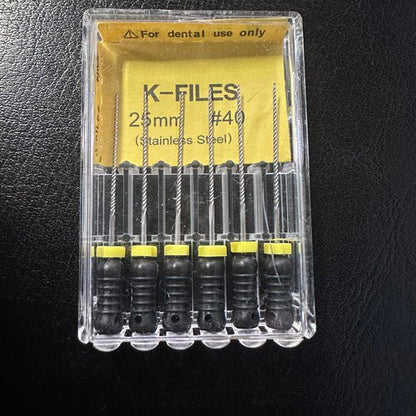 ⚠For dental use only
K-FILES
25mm #40
(Stainless Steel)